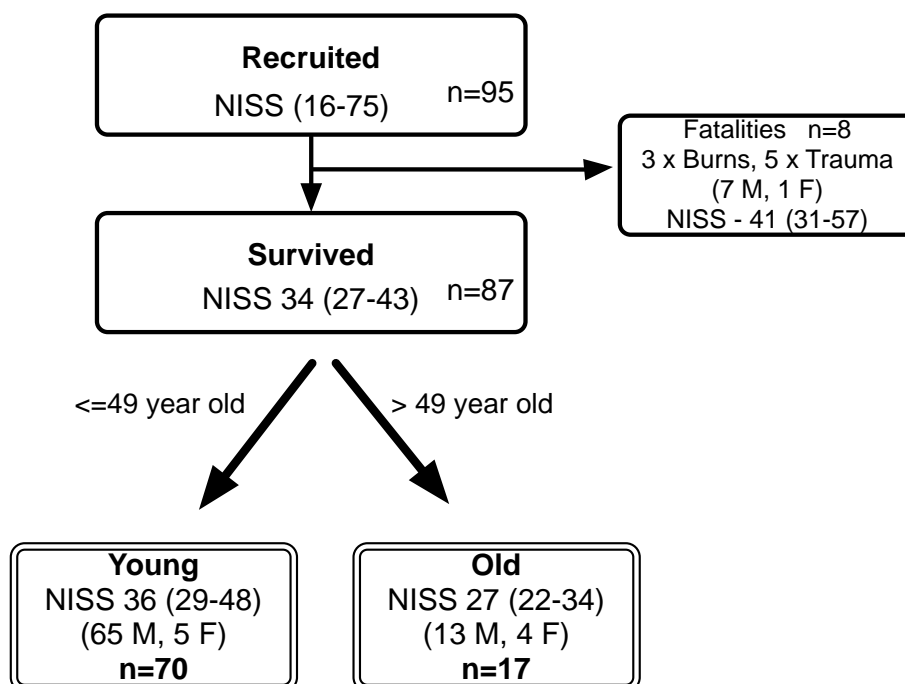 Recruited
NISS (16-75) n=95
Fatalities n=8
3 x Burns, 5 x Trauma
(7 M, 1 F)
NISS - 41 (31-57)
Survived
NISS 34 (27-43) n=87
<=49 year old
> 49 year old
Young
NISS 36 (29-48)
(65 M, 5 F)
n=70
Old
NISS 27 (22-34)
(13 M, 4 F)
n=17